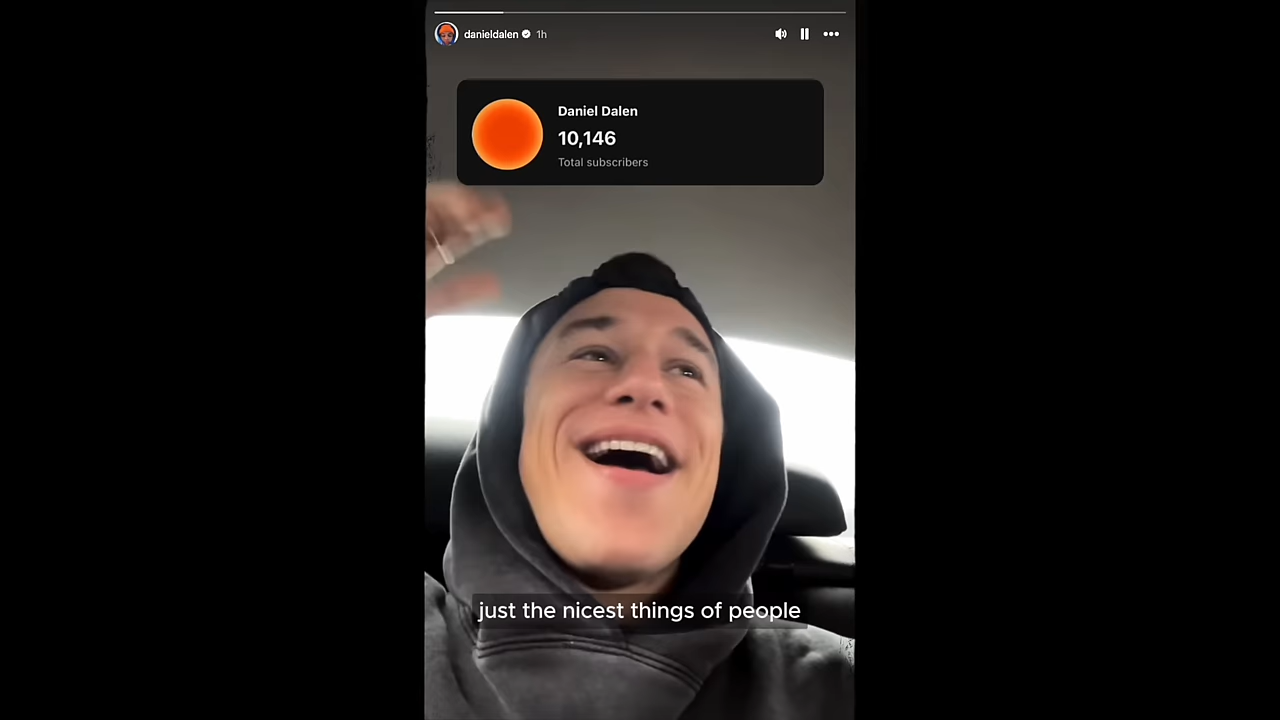 danieldalen 1h
Daniel Dalen
10,146
Total subscribers
just the nicest things of people